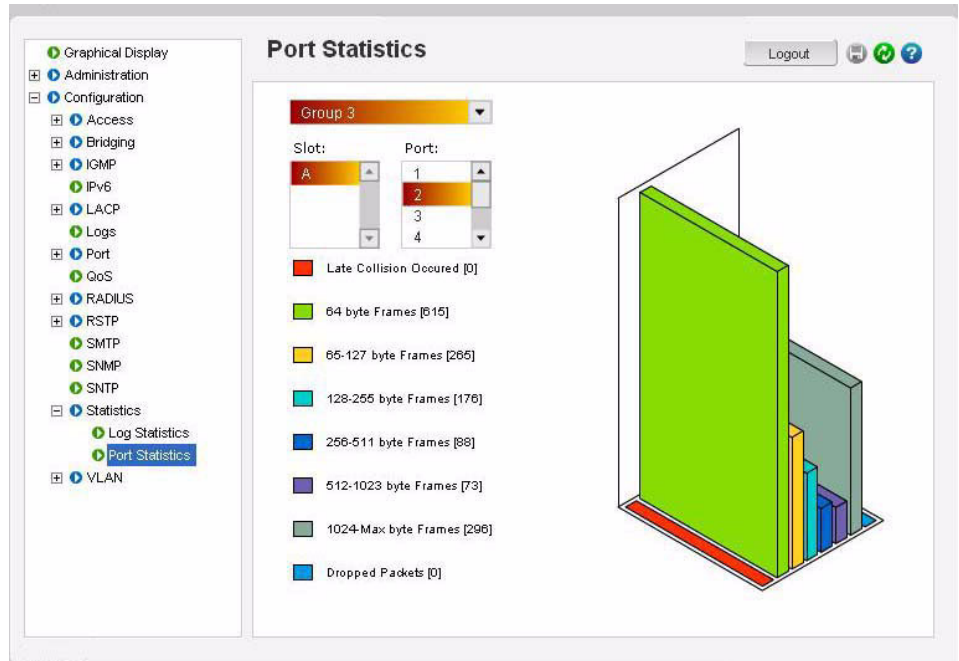 Graphical Display
Administration
Configuration
Access
Bridging
IGMP
IPv6
LACP
Logs
Port
QoS
RADIUS
RSTP
SMTP
SNMP
SNTP
Statistics
Log Statistics
Port Statistics
VLAN
Port Statistics
Logout
?
Group 3
Slot:
A
Port:
1
2
3
4
Late Collision Occured [0]
64 byte Frames [615]
65-127 byte Frames [265]
128-255 byte Frames [176]
256-511 byte Frames [88]
512-1023 byte Frames [73]
1024-Max byte Frames [296]
Dropped Packets [0]